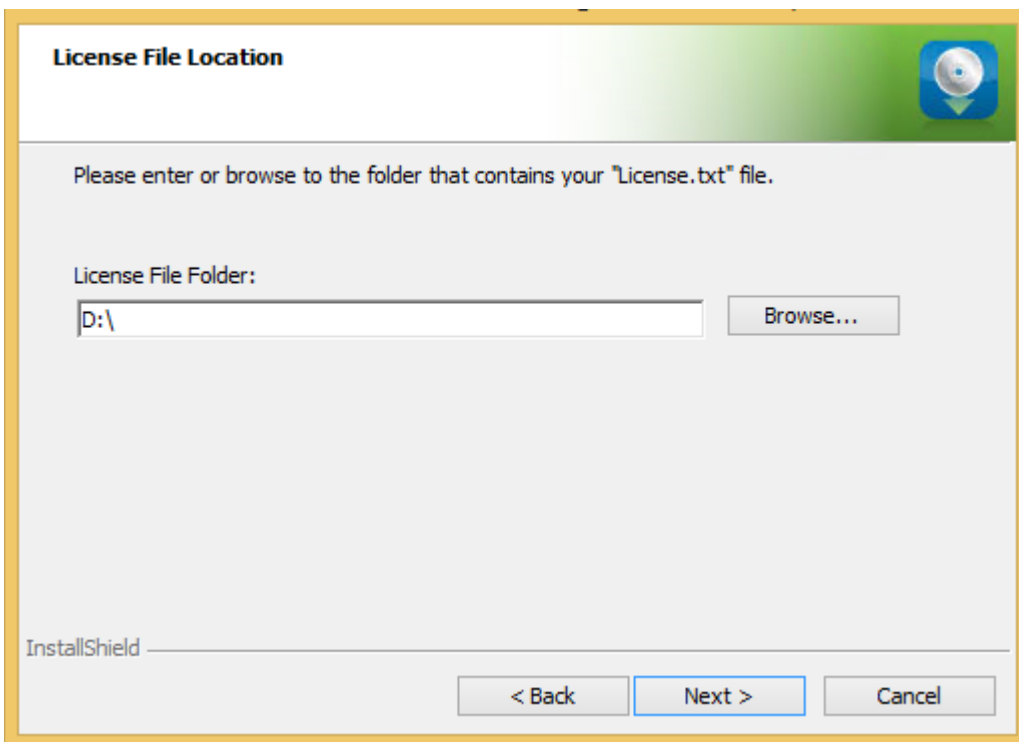 License File Location
Please enter or browse to the folder that contains your "License.txt" file.
License File Folder:
D:\
Browse...
InstallShield
< Back
Next >
Cancel